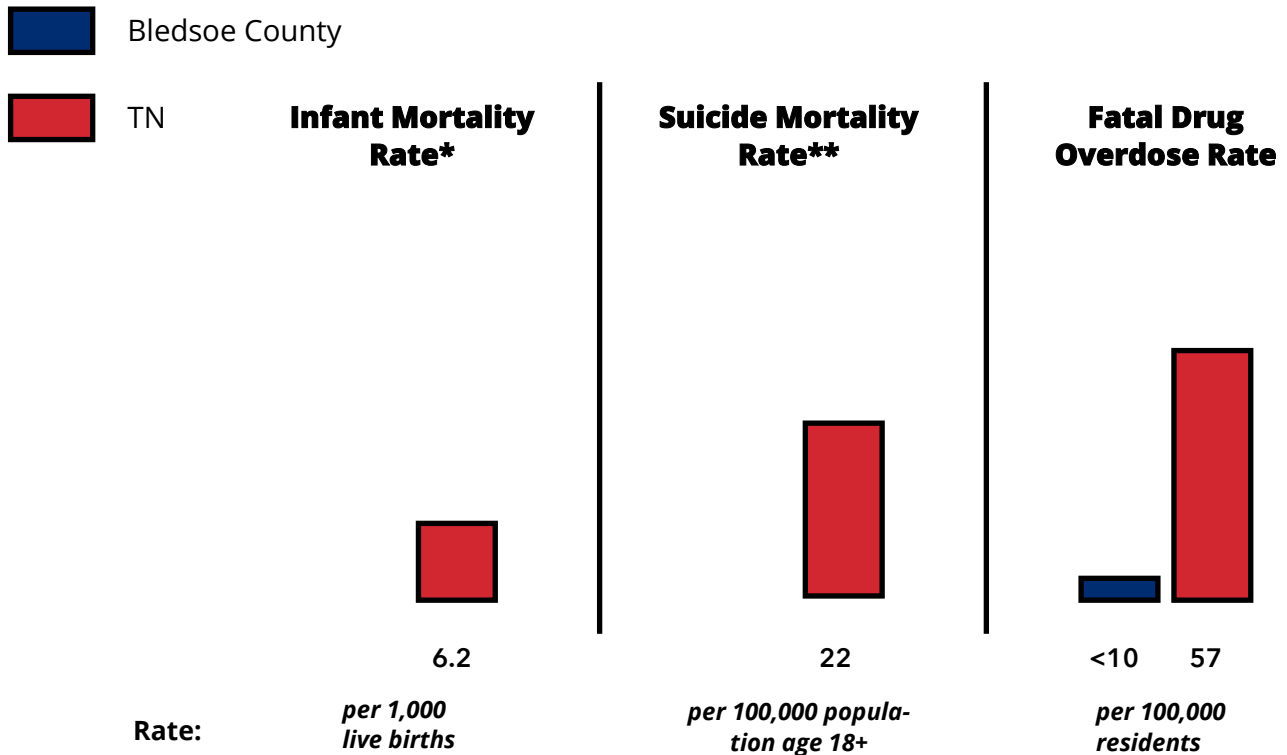 Bledsoe County
TN
Infant Mortality
Rate*
Suicide Mortality
Rate**
Fatal Drug
Overdose Rate
6.2
22
<10
57
Rate:
per 1,000
live births
per 100,000 popula-
tion age 18+
per 100,000
residents